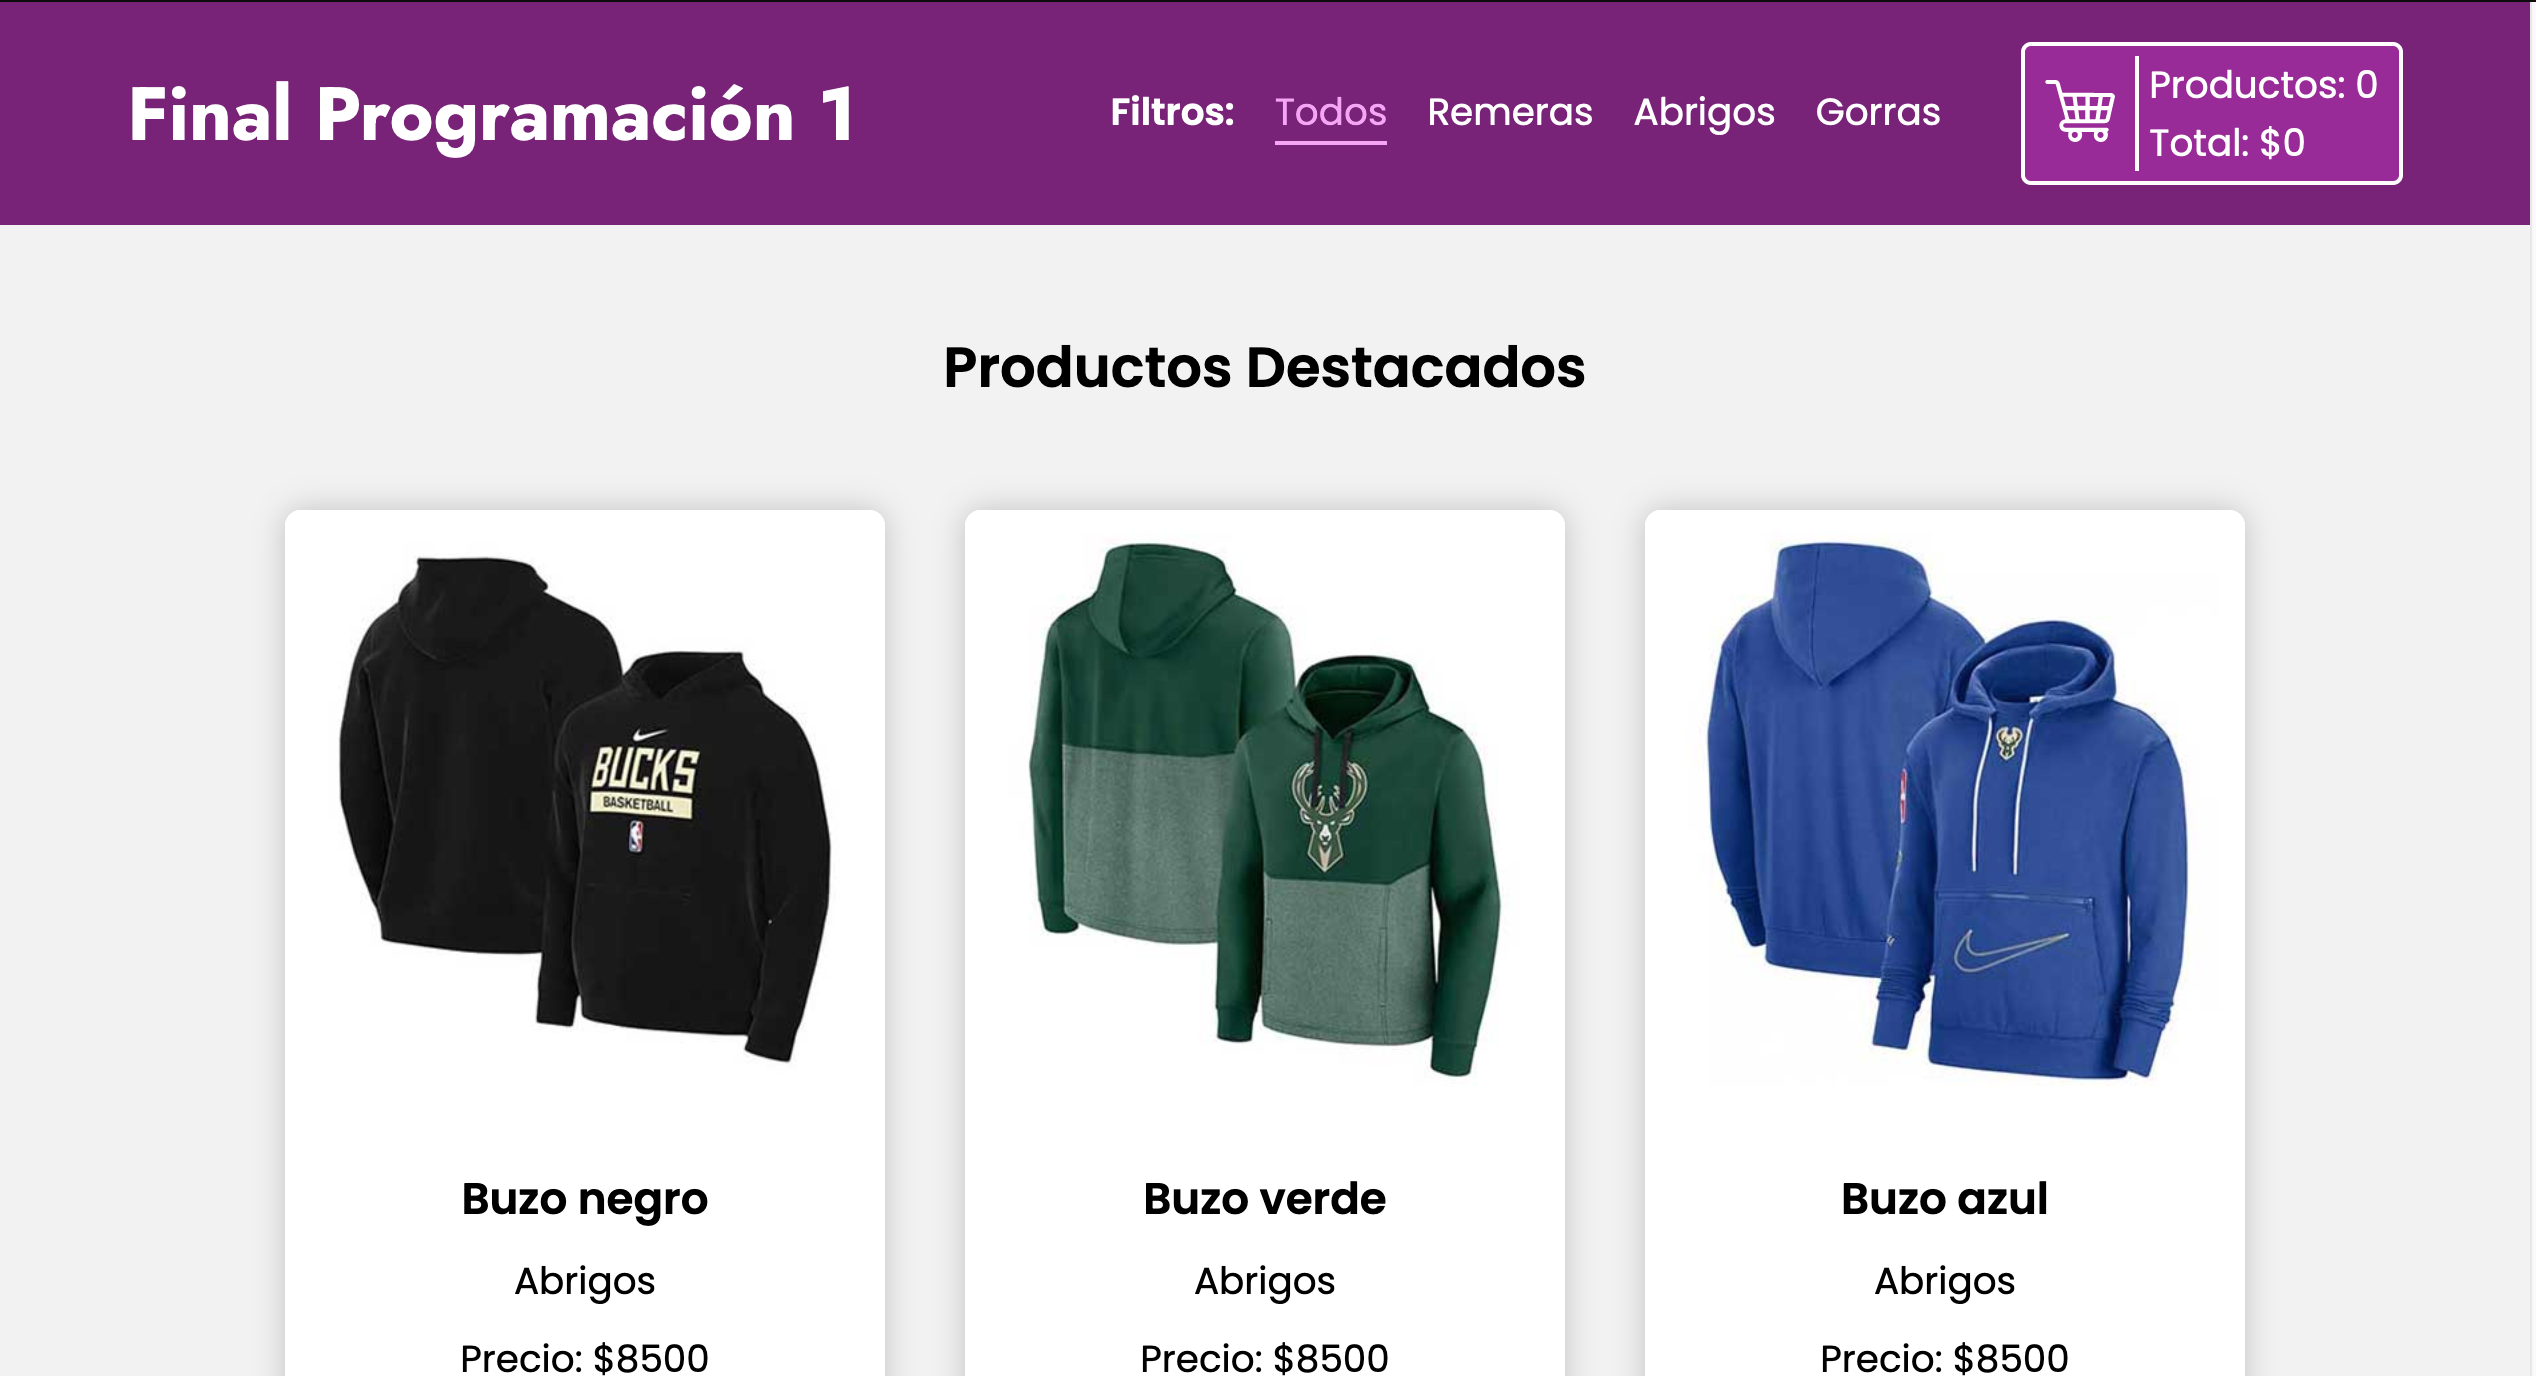 Final Programación 1
Filtros: Todos Remeras Abrigos Gorras
Productos: 0
Total: $0
Productos Destacados
BUCKS
BASKETBALL
Buzo negro
Abrigos
Precio: $8500
Buzo verde
Abrigos
Precio: $8500
Buzo azul
Abrigos
Precio: $8500